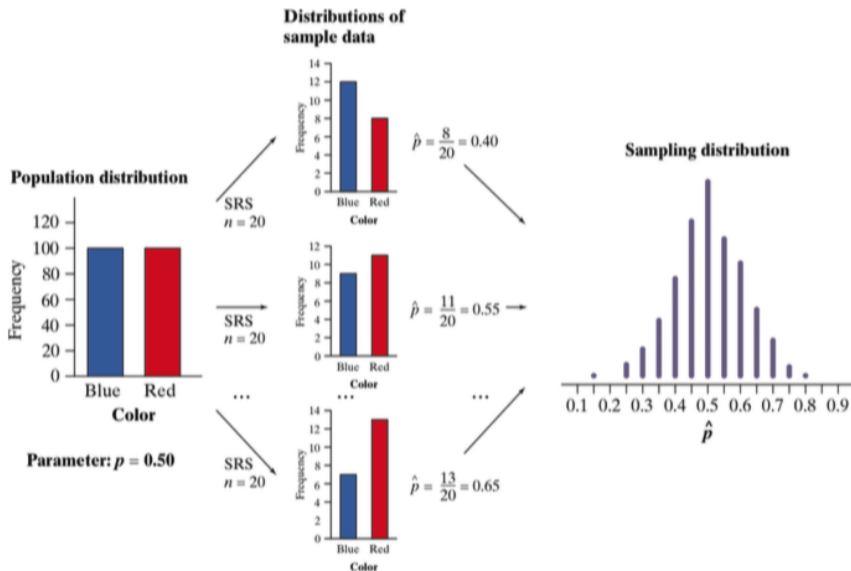 Distributions of
sample data
14
12
10
8
6
4
2
0
Frequency
Blue Red
Color
p̂ = 8/20 = 0.40
Population distribution
120
100
80
60
40
20
0
Frequency
Blue Red
Color
Parameter: p = 0.50
SRS
n = 20
SRS
n = 20
...
SRS
n = 20
12
10
8
6
4
2
0
Frequency
Blue Red
Color
p̂ = 11/20 = 0.55
...
...
14
12
10
8
6
4
2
0
Frequency
Blue Red
Color
p̂ = 13/20 = 0.65
Sampling distribution
0.1 0.2 0.3 0.4 0.5 0.6 0.7 0.8 0.9
p̂